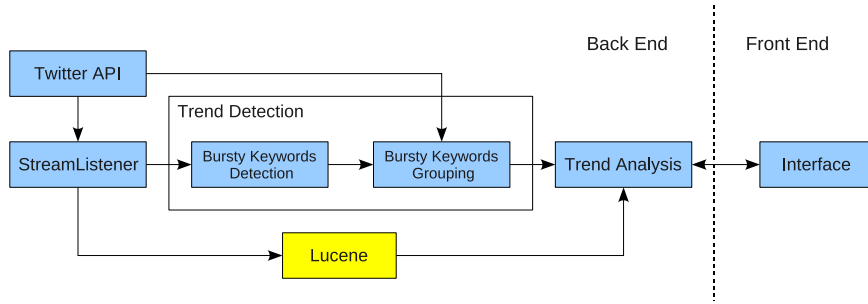 Back End
Front End
Twitter API
Trend Detection
StreamListener
Bursty Keywords
Detection
Bursty Keywords
Grouping
Trend Analysis
Interface
Lucene